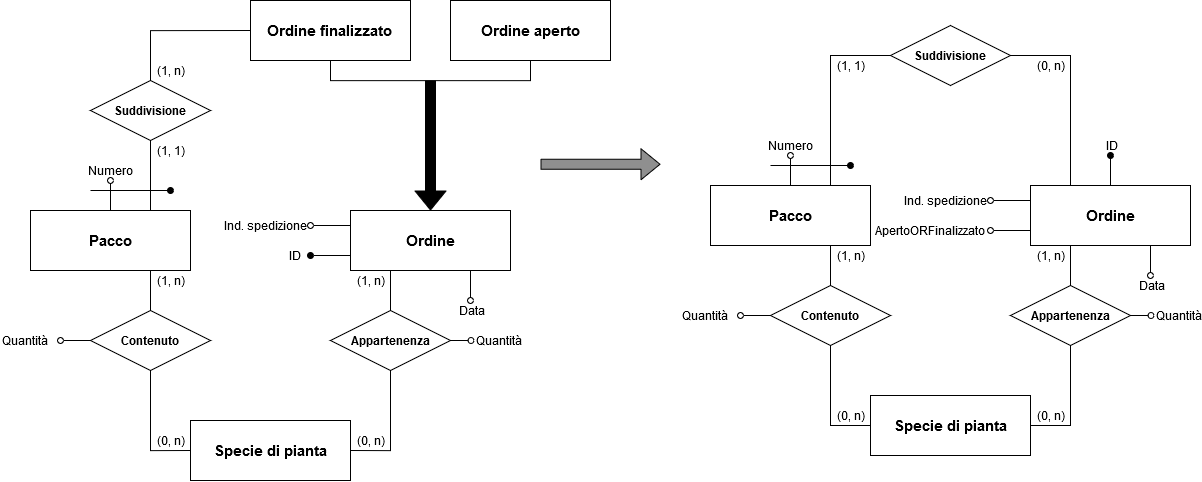 Ordine finalizzato
Ordine aperto
(1, n)
Suddivisione
(1, 1)
Numero
Pacco
Ind. spedizione
ID
Ordine
(1, n)
(1, n)
Data
Quantità
Contenuto
Appartenenza
Quantità
(0, n)
Specie di pianta
(0, n)
Suddivisione
(1, 1)
(0, n)
Numero
ID
Pacco
Ind. spedizione
ApertoORFinalizzato
Ordine
(1, n)
(1, n)
Data
Quantità
Contenuto
Appartenenza
Quantità
(0, n)
Specie di pianta
(0, n)